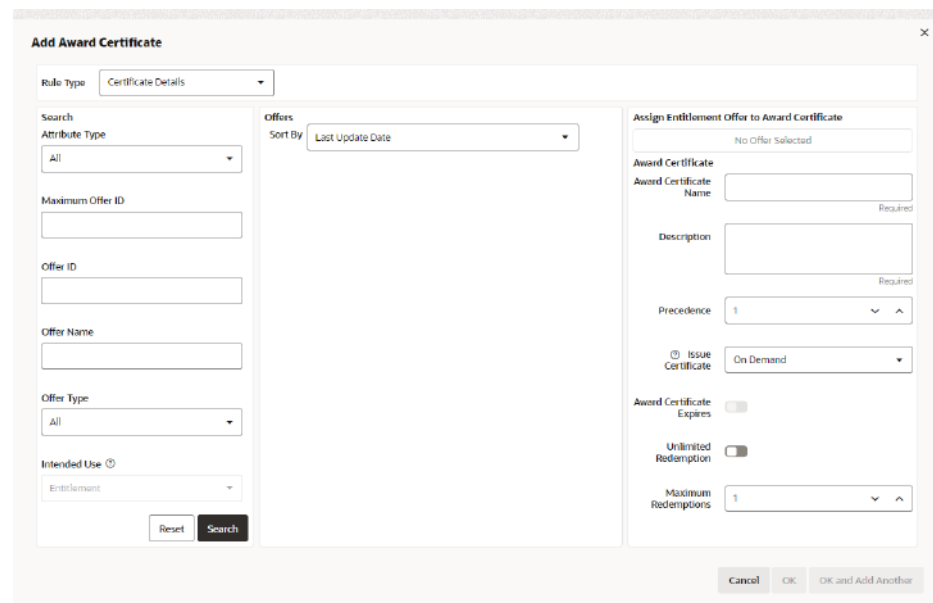 Add Award Certificate
×
Rule Type
Certificate Details
Search
Attribute Type
All
Maximum Offer ID
Offer ID
Offer Name
Offer Type
All
Intended Use ?
Entitlement
Reset
Search
Offers
Sort By
Last Update Date
Assign Entitlement Offer to Award Certificate
No Offer Selected
Award Certificate
Award Certificate
Name
Required
Description
Required
Precedence
1
? Issue
Certificate
On Demand
Award Certificate
Expires
Unlimited
Redemption
Maximum
Redemptions
1
Cancel
OK
OK and Add Another